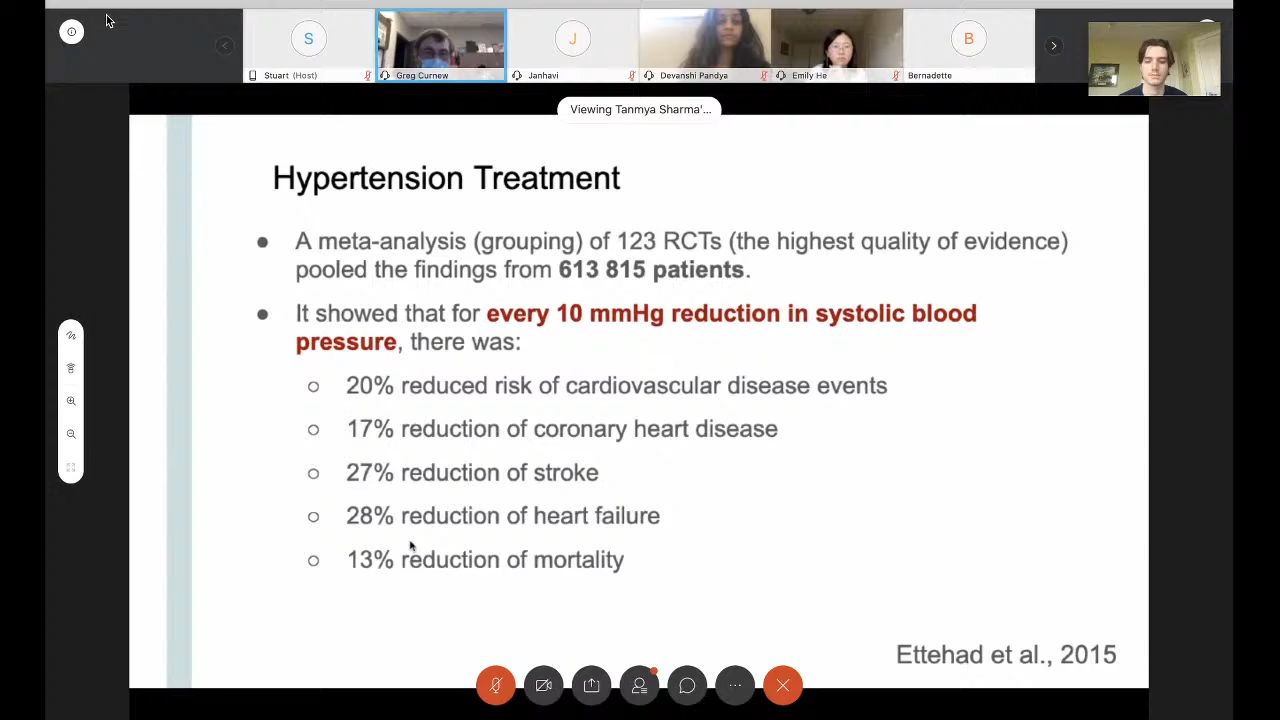 S
J
B
Stuart (Host)
Greg Curnew
Janhavi
Devanshi Pandya
Emily He
Bernadette
Viewing Tanmya Sharma'...
Hypertension Treatment
● A meta-analysis (grouping) of 123 RCTs (the highest quality of evidence)
pooled the findings from 613 815 patients.
● It showed that for every 10 mmHg reduction in systolic blood
pressure, there was:
○ 20% reduced risk of cardiovascular disease events
○ 17% reduction of coronary heart disease
○ 27% reduction of stroke
○ 28% reduction of heart failure
○ 13% reduction of mortality
Ettehad et al., 2015